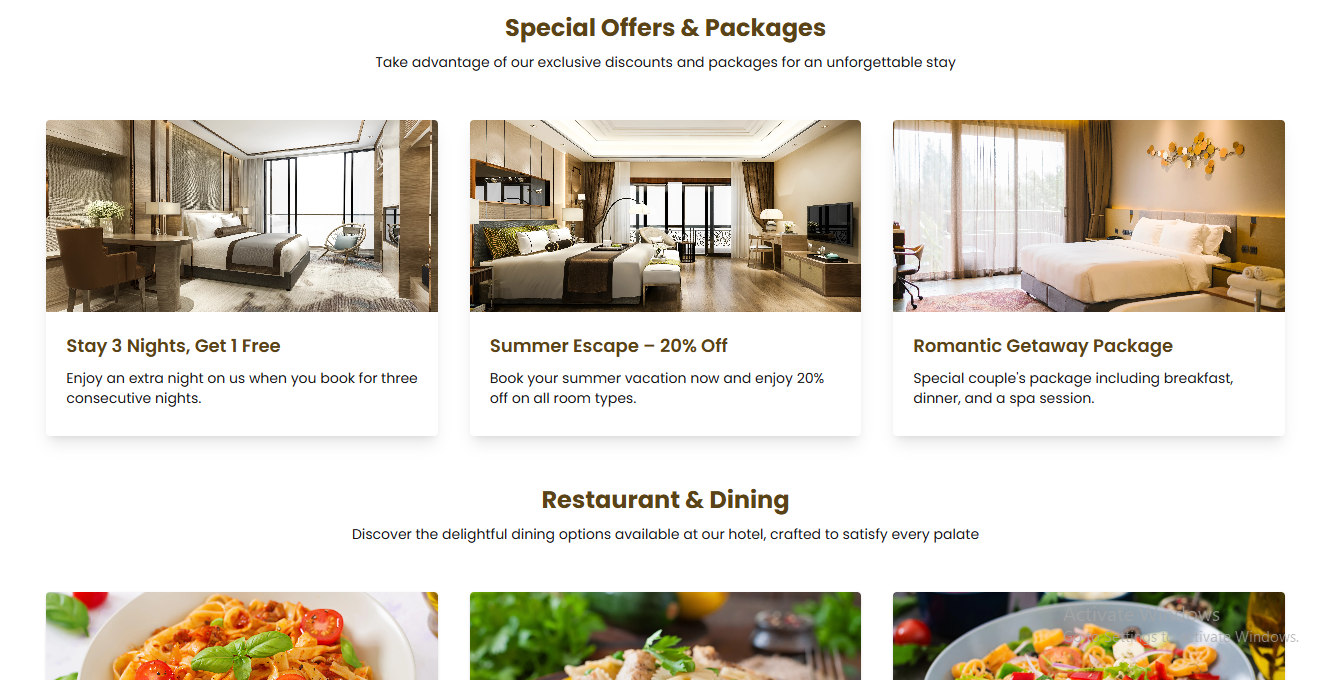 Special Offers & Packages
Take advantage of our exclusive discounts and packages for an unforgettable stay
Stay 3 Nights, Get 1 Free
Enjoy an extra night on us when you book for three
consecutive nights.
Summer Escape – 20% Off
Book your summer vacation now and enjoy 20%
off on all room types.
Romantic Getaway Package
Special couple's package including breakfast,
dinner, and a spa session.
Restaurant & Dining
Discover the delightful dining options available at our hotel, crafted to satisfy every palate
Activate Windows
Go to Settings to activate Windows.